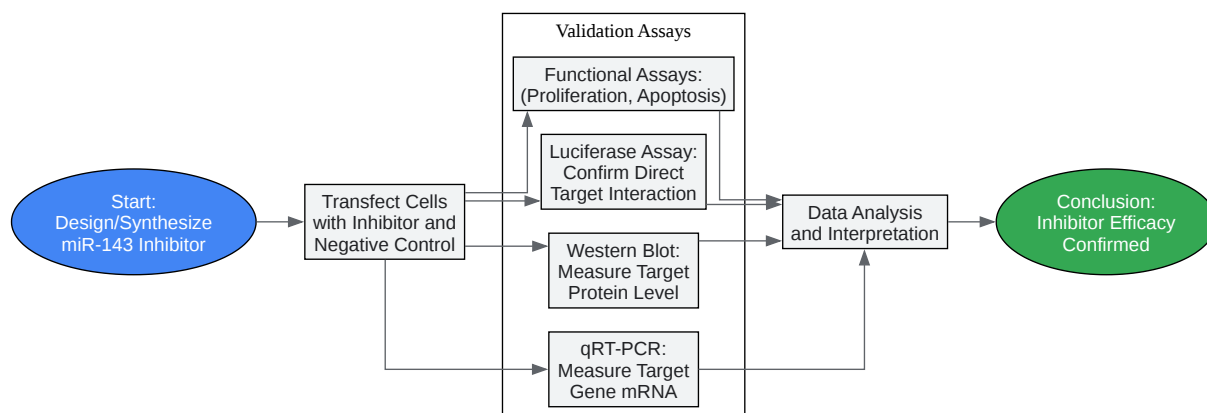 Validation Assays
Functional Assays:
(Proliferation, Apoptosis)
Luciferase Assay:
Confirm Direct
Target Interaction
Start:
Design/Synthesize
miR-143 Inhibitor
Transfect Cells
with Inhibitor and
Negative Control
Data Analysis
and Interpretation
Conclusion:
Inhibitor Efficacy
Confirmed
Western Blot:
Measure Target
Protein Level
qRT-PCR:
Measure Target
Gene mRNA